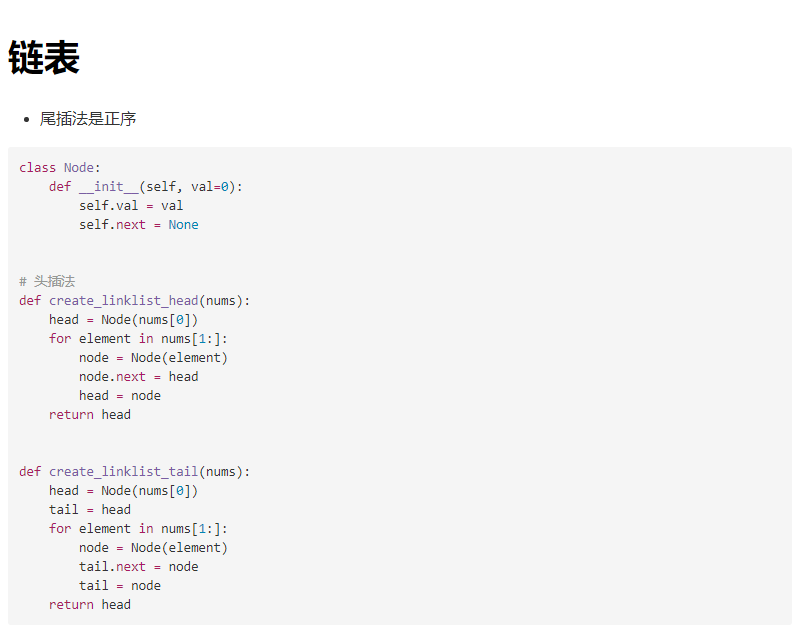 链表
• 尾插法是正序
class Node:
    def __init__(self, val=0):
        self.val = val
        self.next = None
# 头插法
def create_linklist_head(nums):
    head = Node(nums[0])
    for element in nums[1:]:
        node = Node(element)
        node.next = head
        head = node
    return head
def create_linklist_tail(nums):
    head = Node(nums[0])
    tail = head
    for element in nums[1:]:
        node = Node(element)
        tail.next = node
        tail = node
    return head